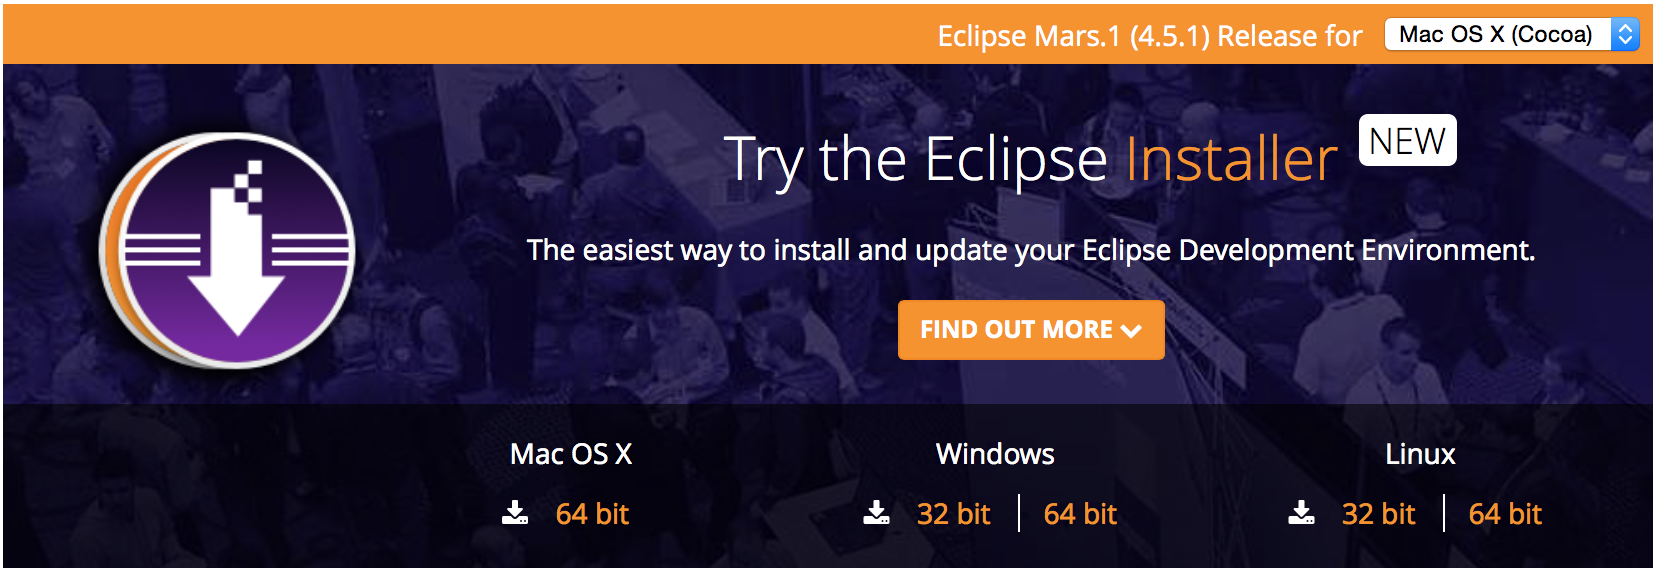 Eclipse Mars.1 (4.5.1) Release for Mac OS X (Cocoa)
Try the Eclipse Installer NEW
The easiest way to install and update your Eclipse Development Environment.
FIND OUT MORE
Mac OS X Windows Linux
64 bit 32 bit 64 bit 32 bit 64 bit